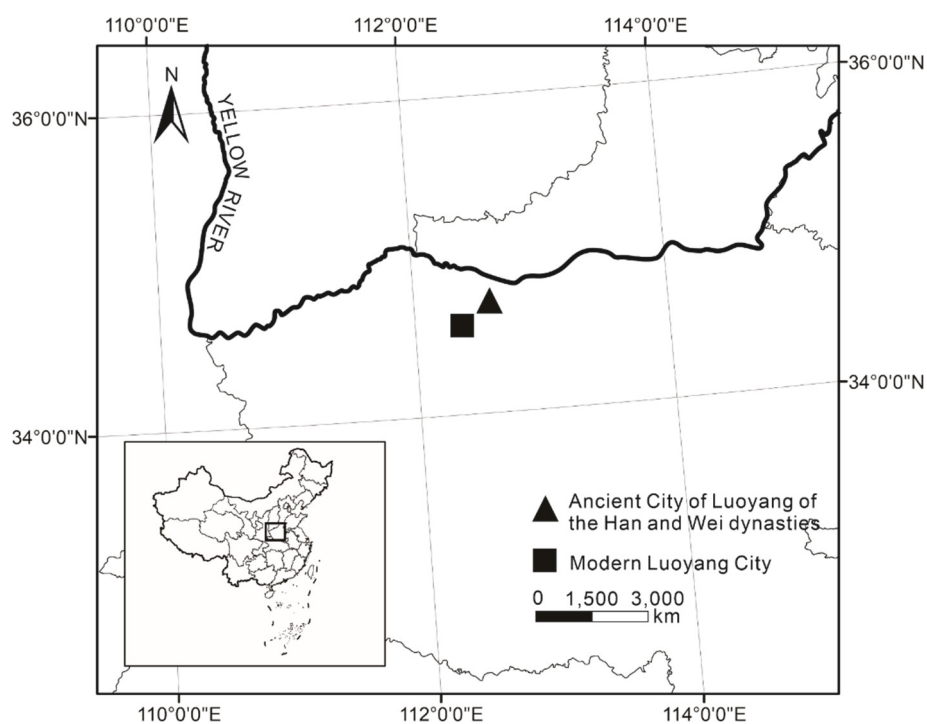 110°0'0"E
112°0'0"E
114°0'0"E
N
YELLOW RIVER
36°0'0"N
36°0'0"N
34°0'0"N
34°0'0"N
Ancient City of Luoyang of
the Han and Wei dynasties
Modern Luoyang City
0 1,500 3,000
km
110°0'0"E
112°0'0"E
114°0'0"E